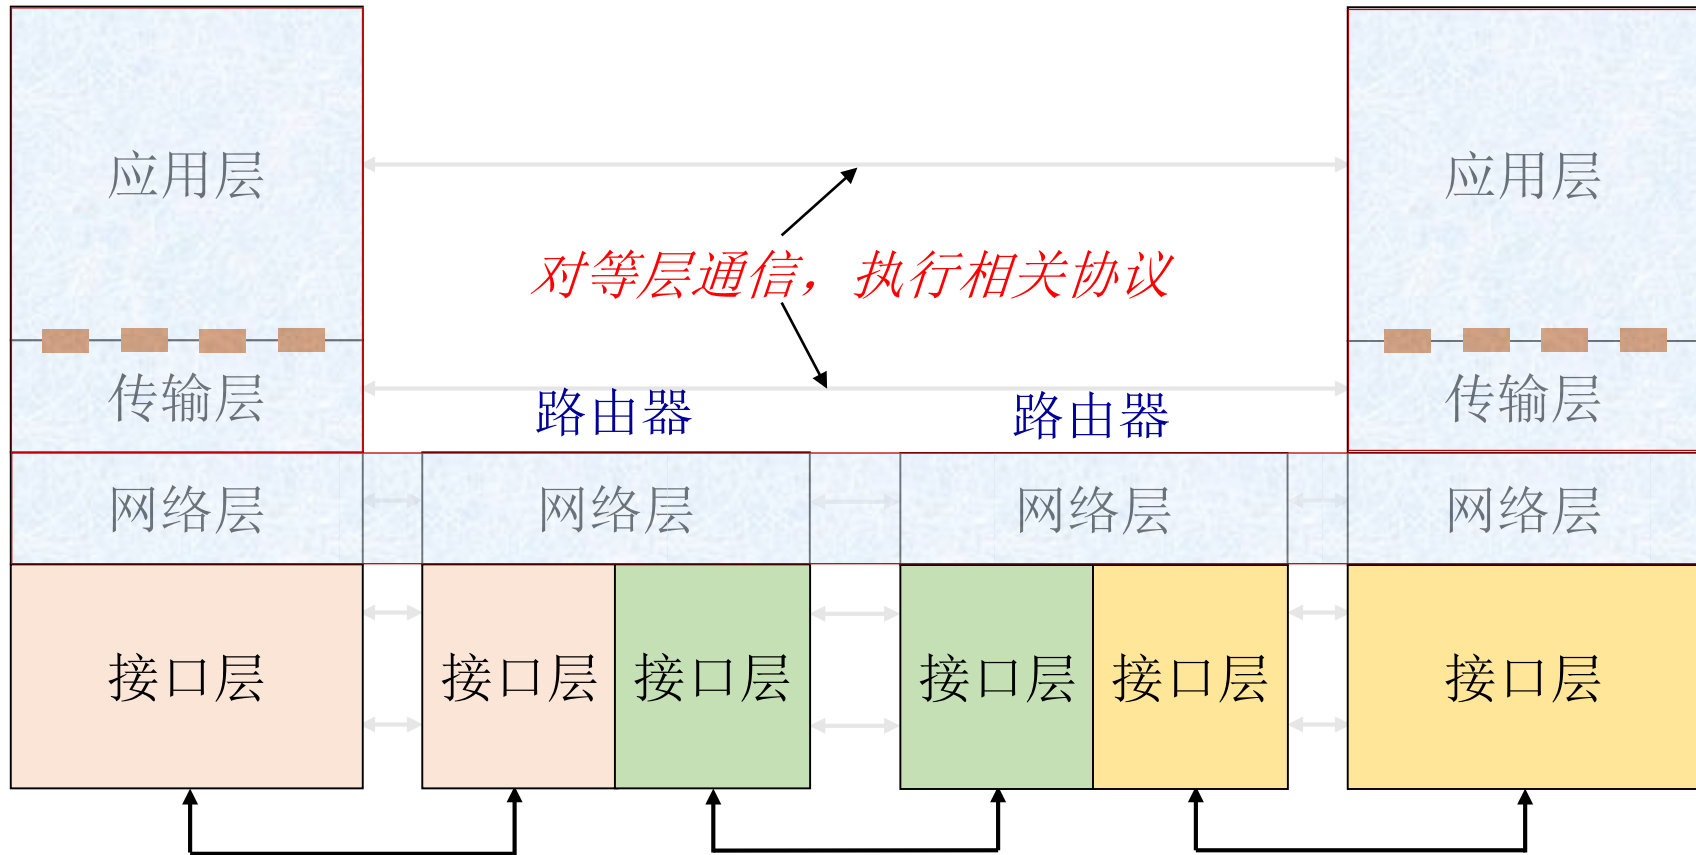 应用层
应用层
对等层通信，执行相关协议
传输层
路由器
路由器
传输层
网络层
网络层
网络层
网络层
接口层
接口层
接口层
接口层
接口层
接口层